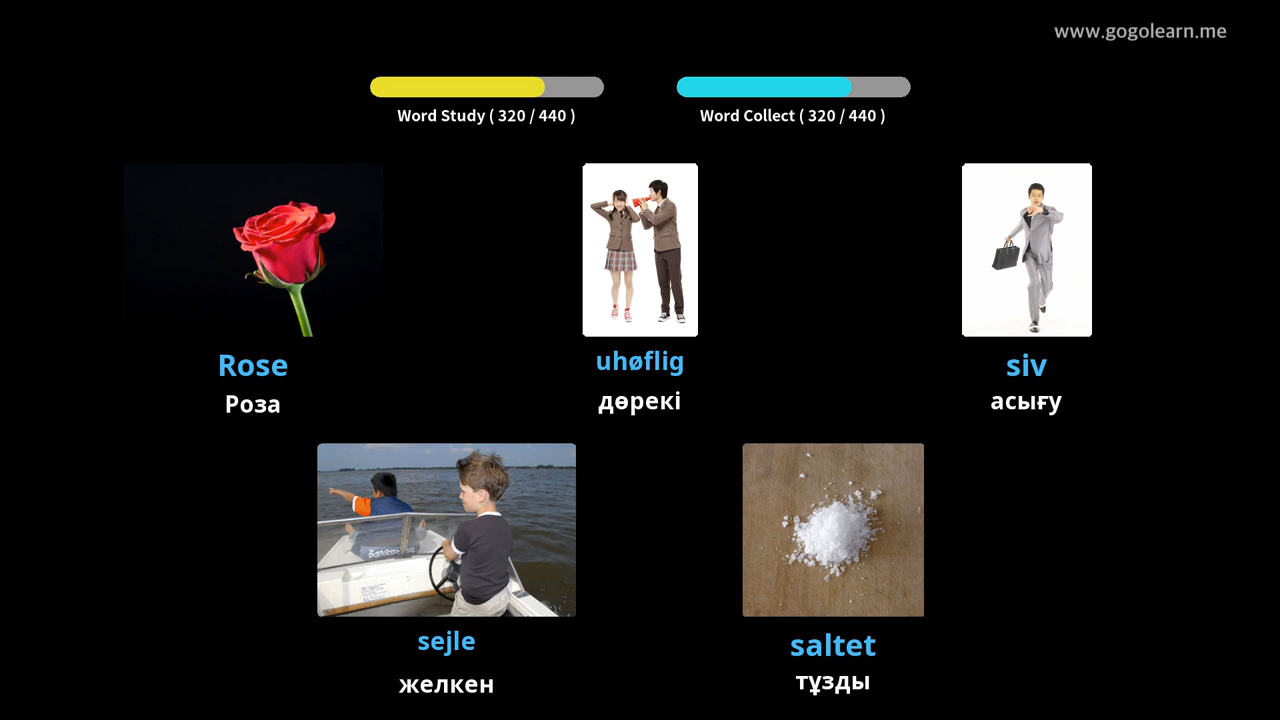 www.gogolearn.me
Word Study ( 320 / 440 )
Word Collect ( 320 / 440 )
Rose
Роза
uhøflig
дөрекі
siv
асығу
sejle
желкен
saltet
тұзды